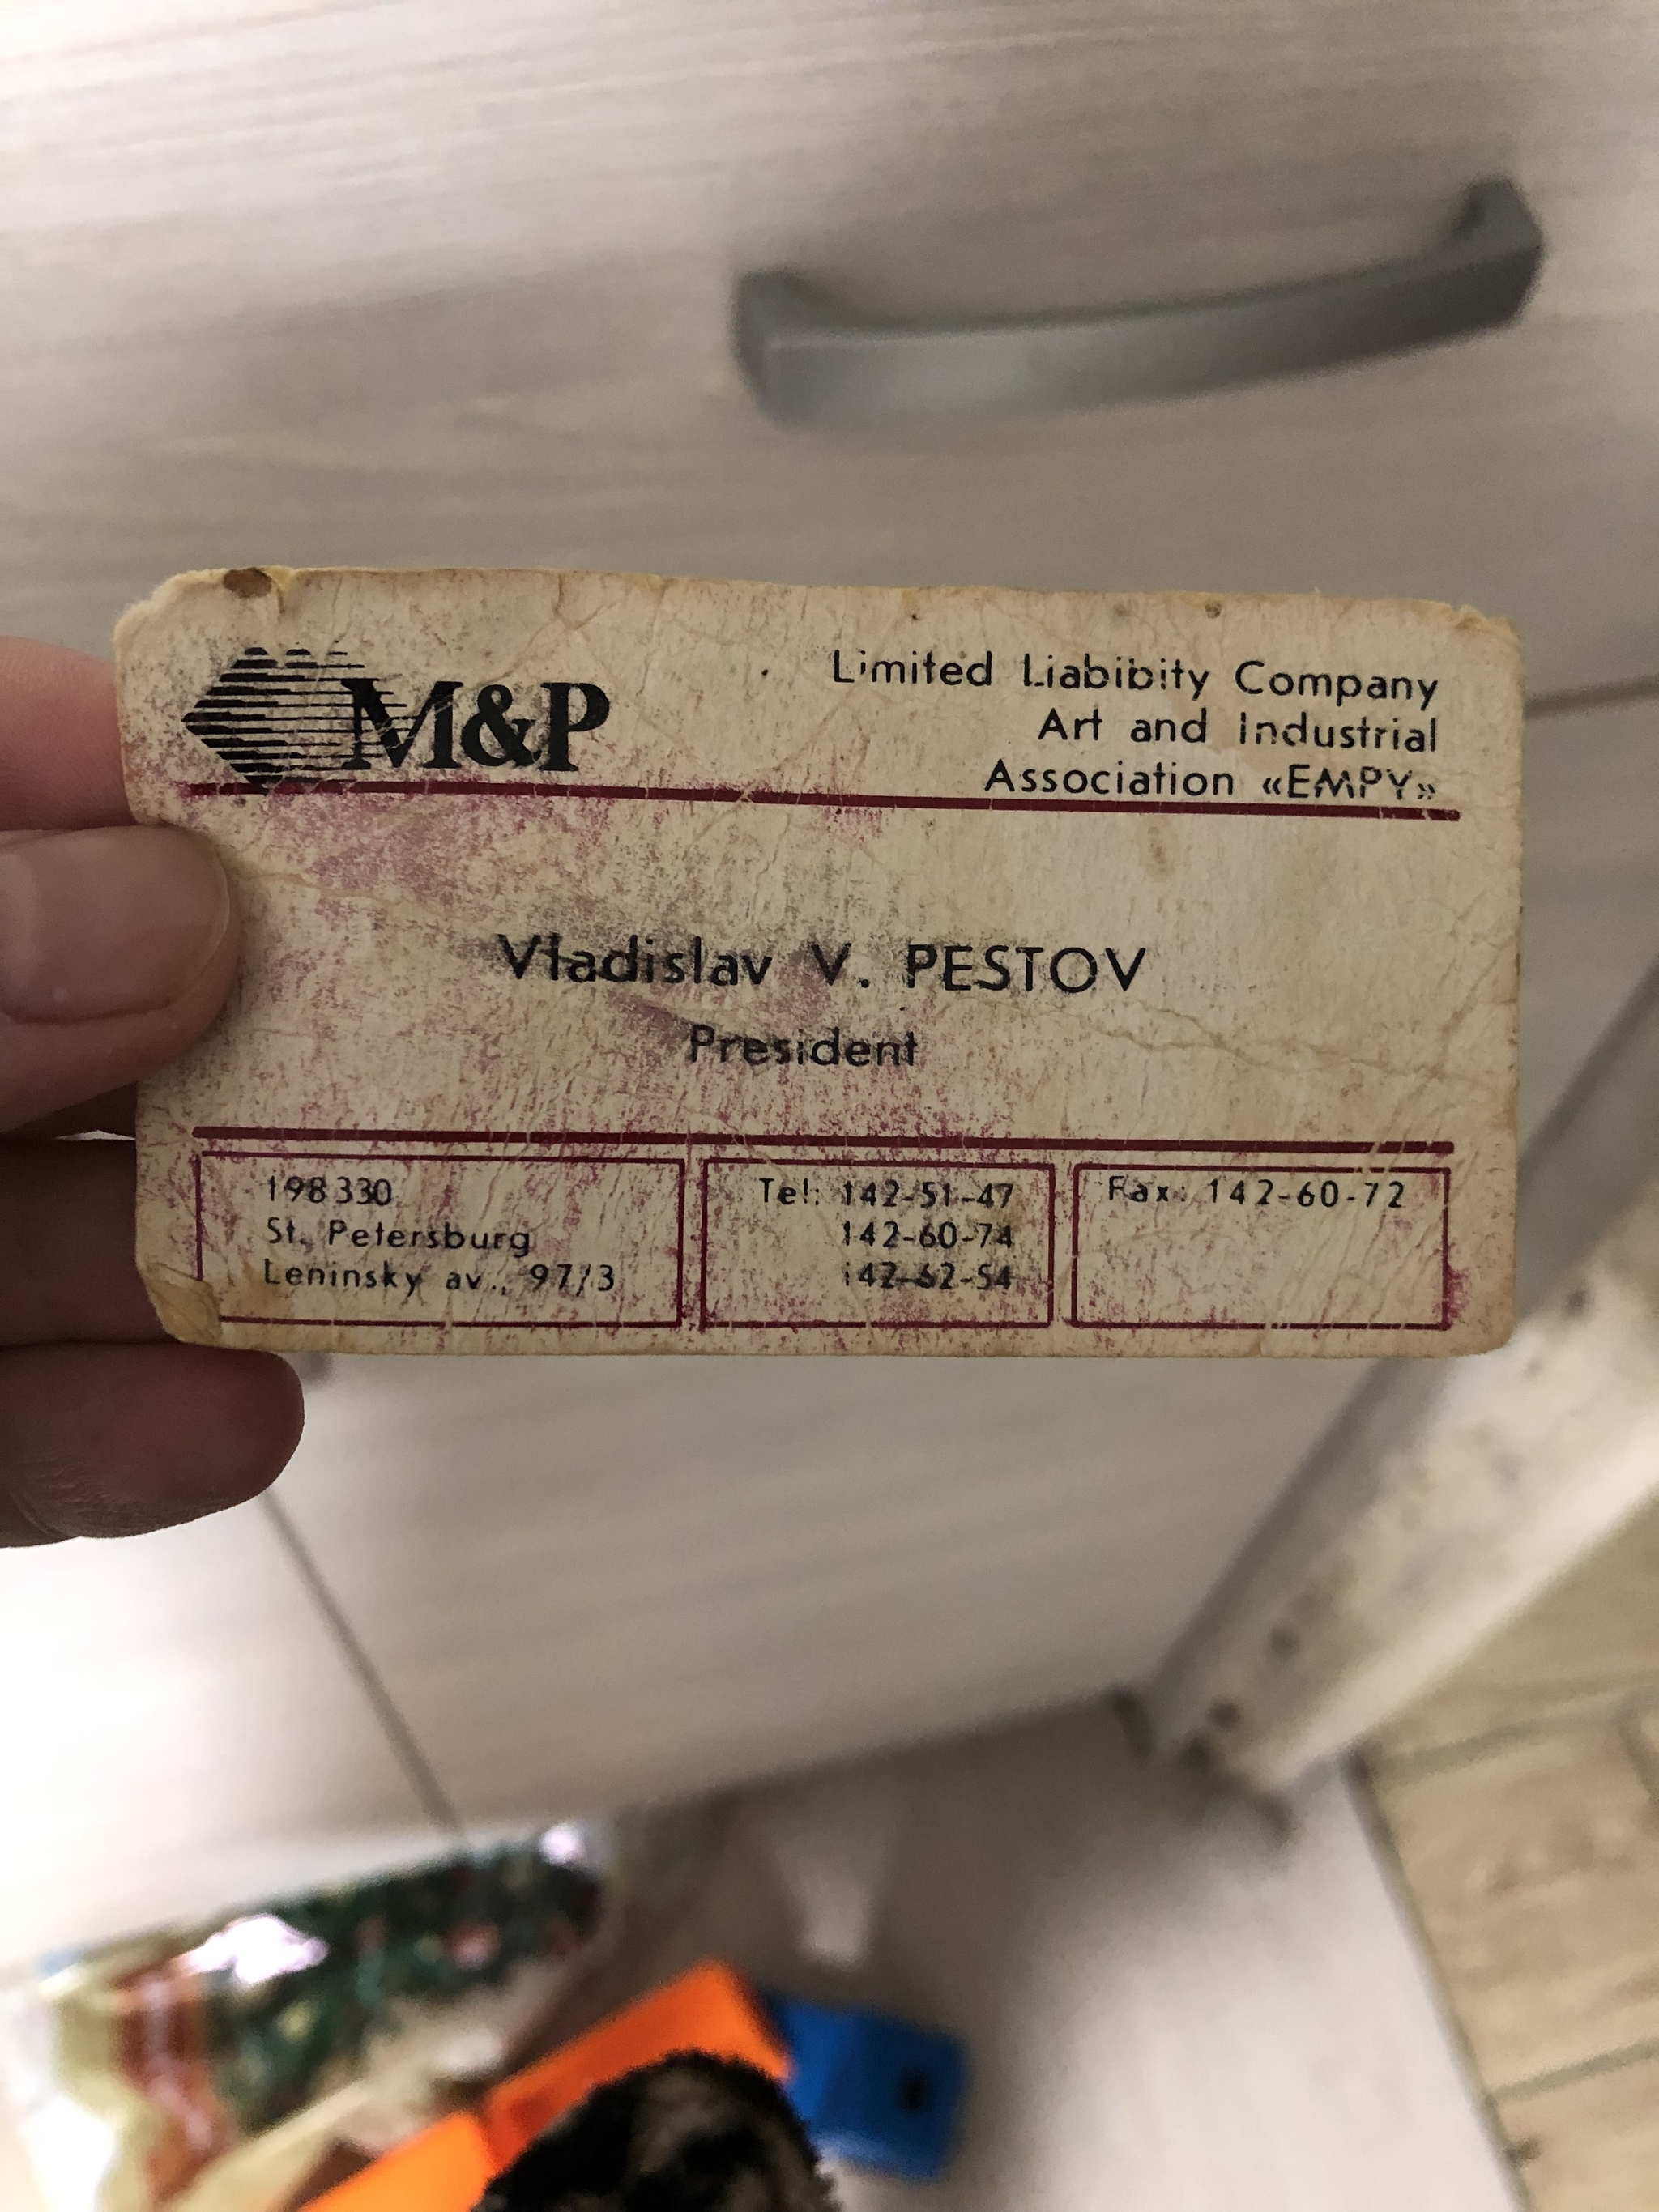 M&P
Limited Liabibity Company
Art and Industrial
Association «EMPY»
Vladislav V. PESTOV
President
198330
St. Petersburg
Leninsky av., 97/3
Tel: 142-51-47
142-60-74
142-62-54
Fax: 142-60-72